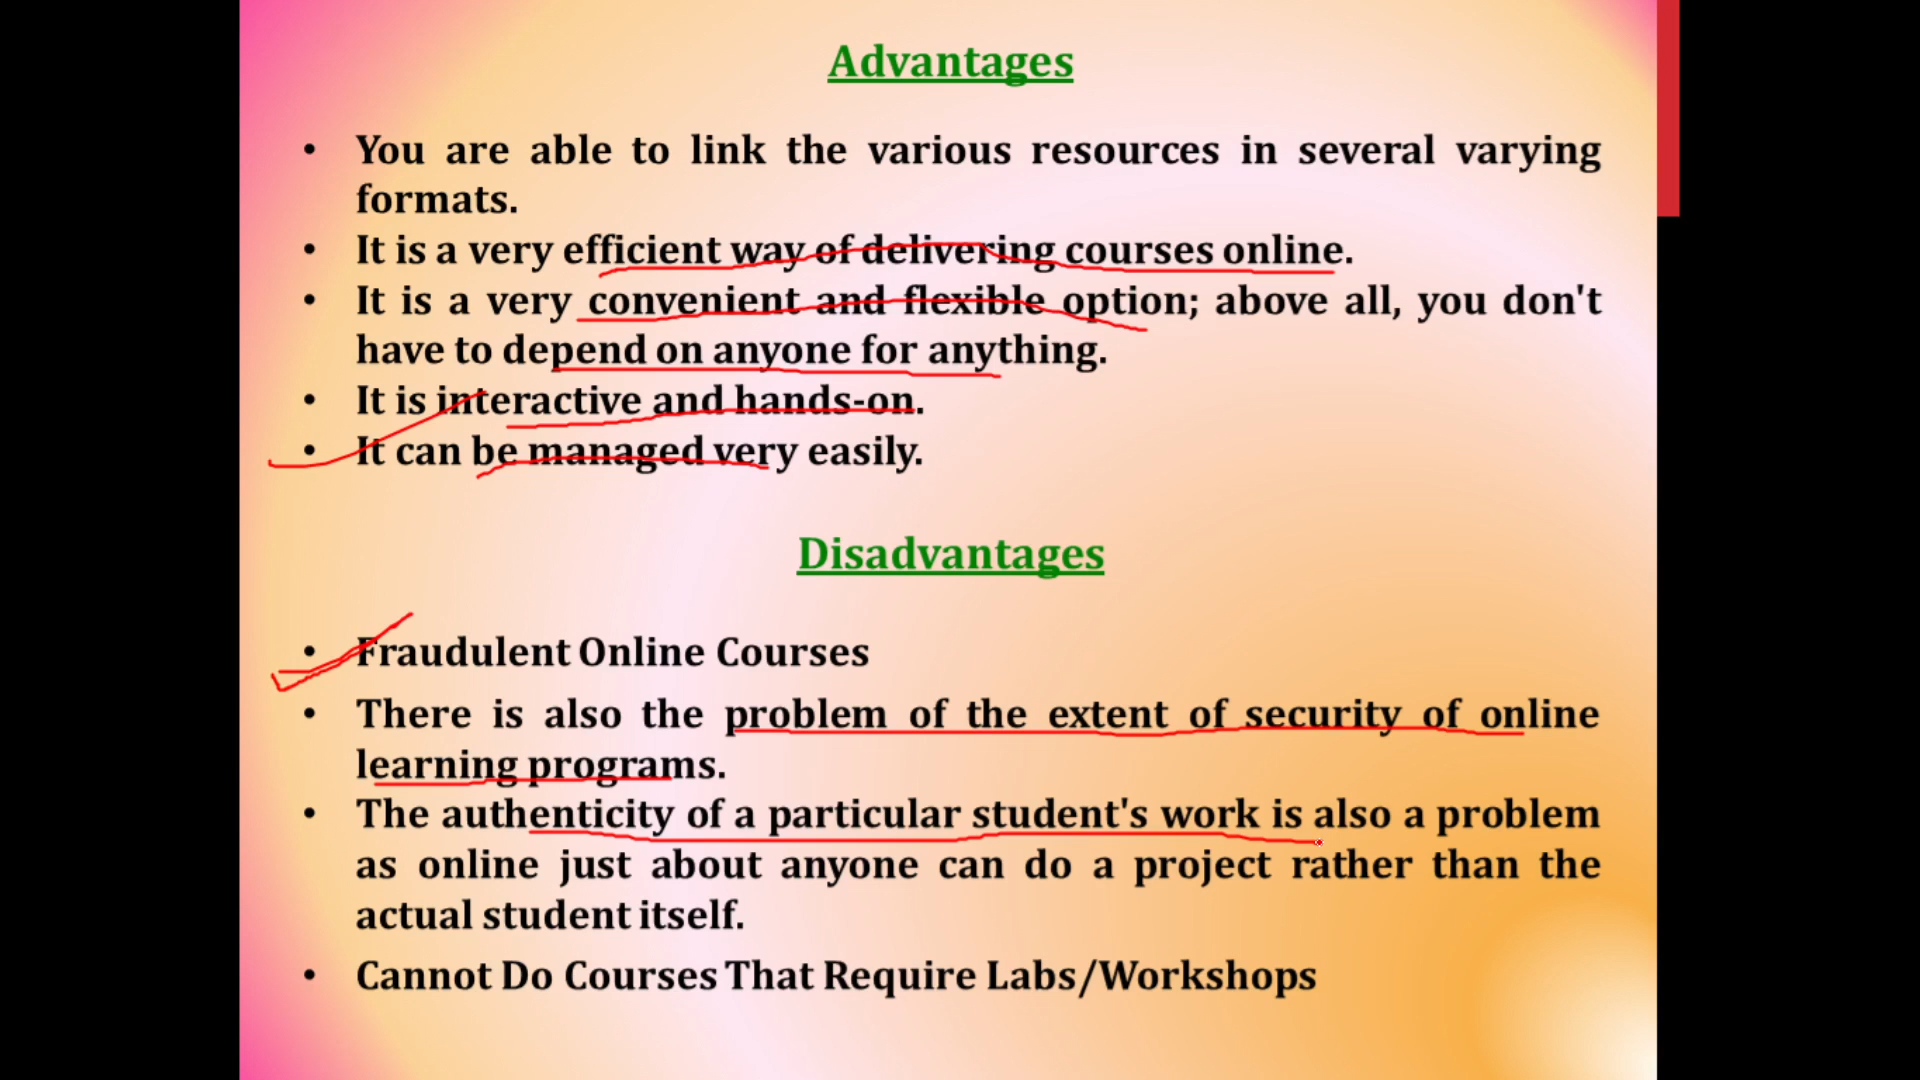 Advantages
• You are able to link the various resources in several varying
formats.
• It is a very efficient way of delivering courses online.
• It is a very convenient and flexible option; above all, you don't
have to depend on anyone for anything.
• It is interactive and hands-on.
• It can be managed very easily.
Disadvantages
• Fraudulent Online Courses
• There is also the problem of the extent of security of online
learning programs.
• The authenticity of a particular student's work is also a problem
as online just about anyone can do a project rather than the
actual student itself.
• Cannot Do Courses That Require Labs/Workshops